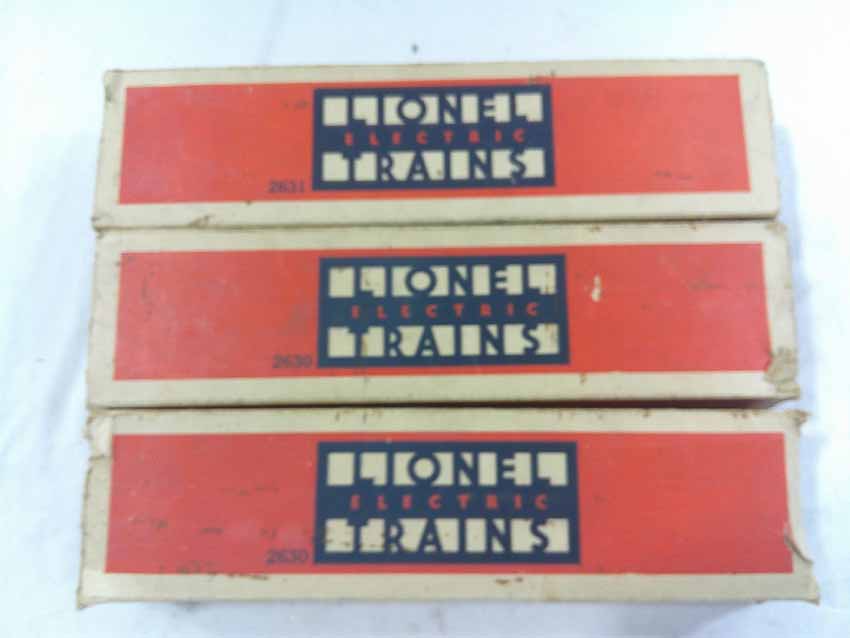 LIONEL
ELECTRIC
TRAINS
2631
LIONEL
ELECTRIC
TRAINS
2630
LIONEL
ELECTRIC
TRAINS
2630